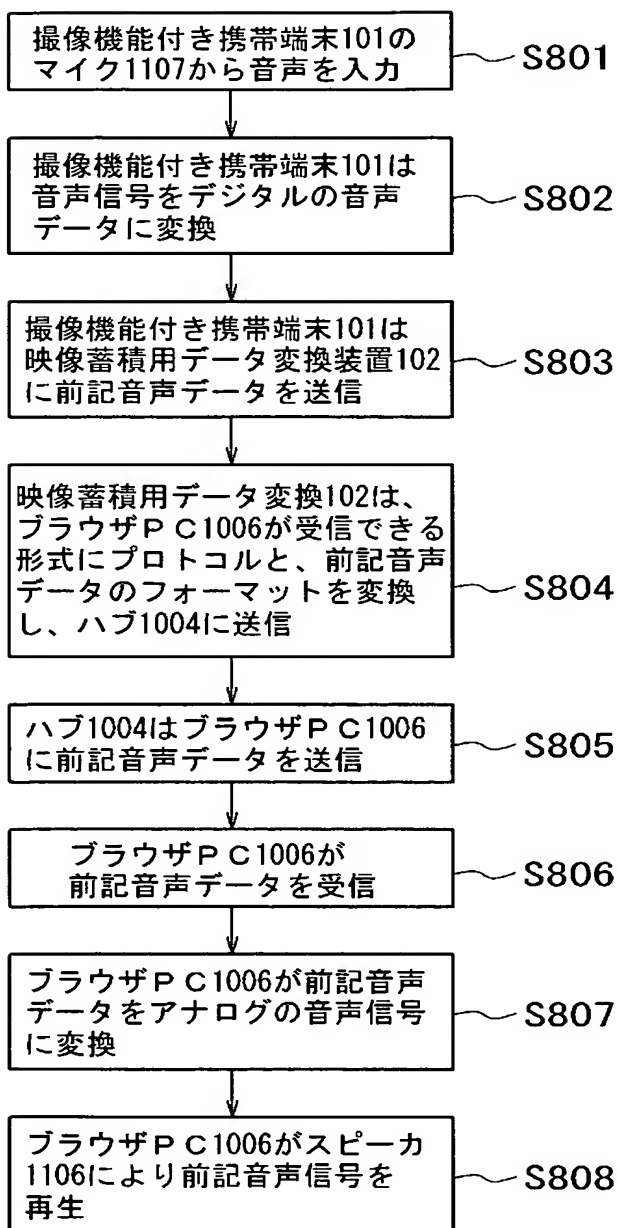 撮像機能付き携帯端末101の
マイク1107から音声を入力
S801
撮像機能付き携帯端末101は
音声信号をデジタルの音声
データに変換
S802
撮像機能付き携帯端末101は
映像蓄積用データ変換装置102
に前記音声データを送信
S803
映像蓄積用データ変換102は、
ブラウザPC1006が受信できる
形式にプロトコルと、前記音声
データのフォーマットを変換
し、ハブ1004に送信
S804
ハブ1004はブラウザPC1006
に前記音声データを送信
S805
ブラウザPC1006が
前記音声データを受信
S806
ブラウザPC1006が前記音声
データをアナログの音声信号
に変換
S807
ブラウザPC1006がスピーカ
1106により前記音声信号を
再生
S808